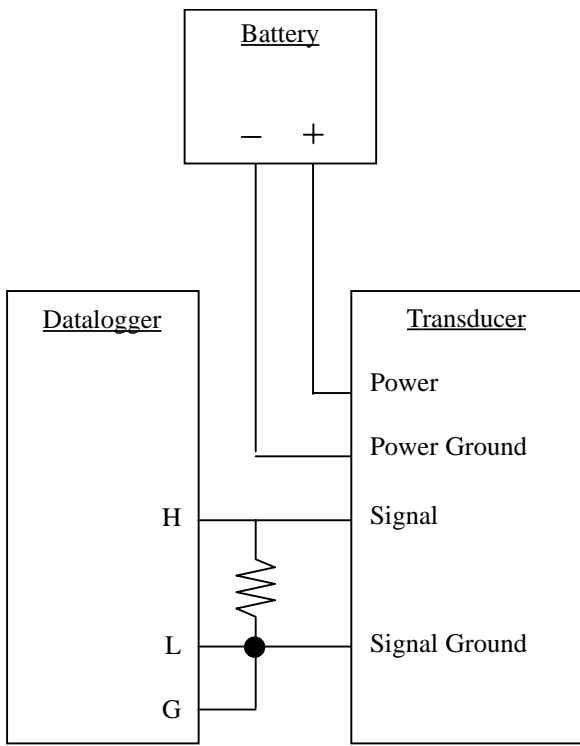 Battery
– +
Datalogger
Transducer
Power
Power Ground
H
Signal
L
Signal Ground
G